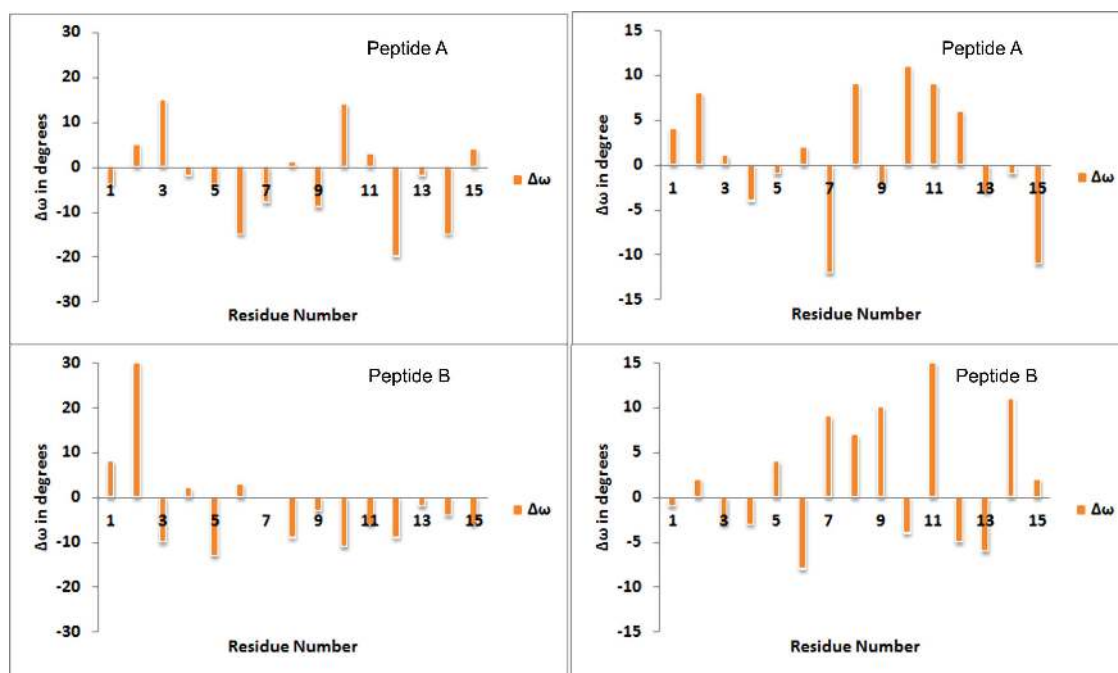 Peptide A
30
20
10
0
-10
-20
-30
1 3 5 7 9 11 13 15
Δω in degrees
Residue Number
Δω
Peptide A
15
10
5
0
-5
-10
-15
1 3 5 7 9 11 13 15
Δω in degree
Residue Number
Δω
Peptide B
30
20
10
0
-10
-20
-30
1 3 5 7 9 11 13 15
Δω in degrees
Residue Number
Δω
Peptide B
15
10
5
0
-5
-10
-15
1 3 5 7 9 11 13 15
Δω in degrees
Residue Number
Δω